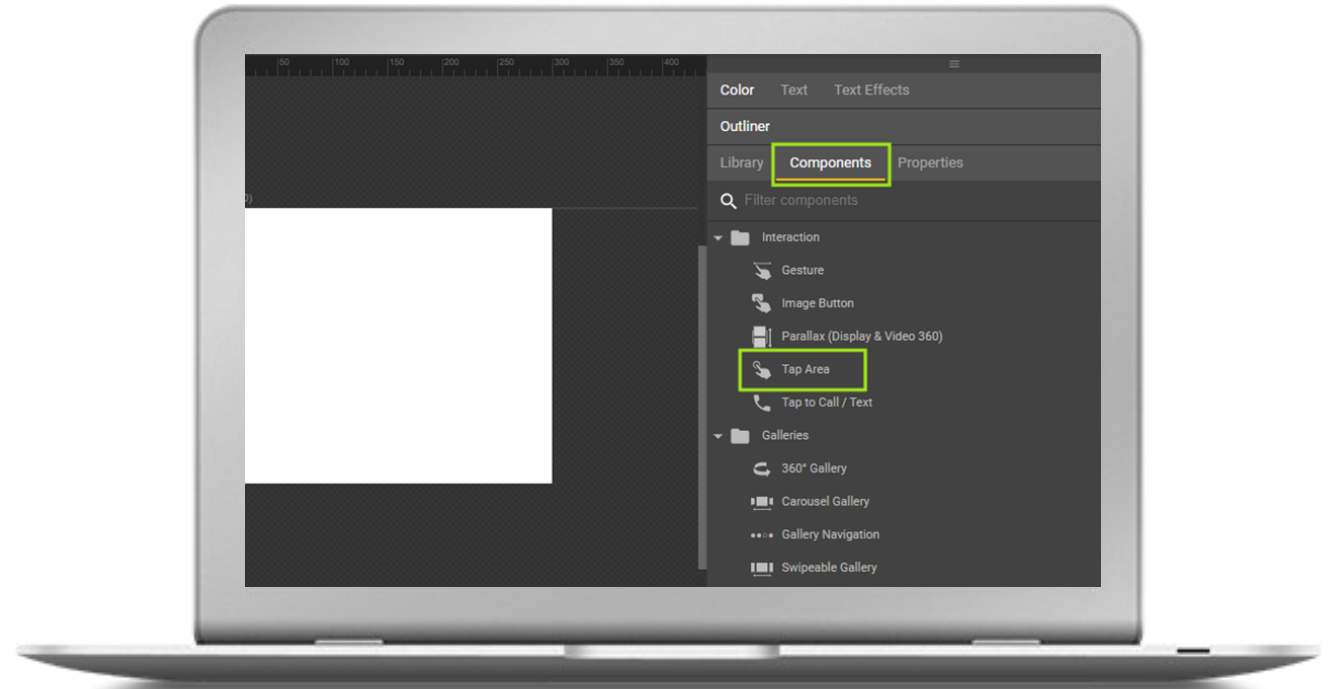 50 100 150 200 250 300 350 400
Color Text Text Effects
Outliner
Library Components Properties
Filter components
Interaction
Gesture
Image Button
Parallax (Display & Video 360)
Tap Area
Tap to Call / Text
Galleries
360° Gallery
Carousel Gallery
Gallery Navigation
Swipeable Gallery